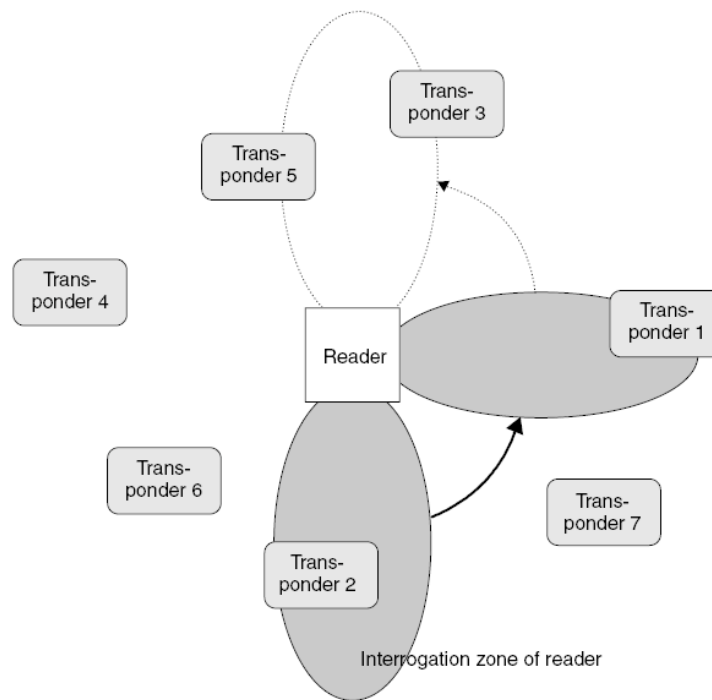 Trans-
ponder 3
Trans-
ponder 5
Trans-
ponder 4
Trans-
ponder 1
Reader
Trans-
ponder 6
Trans-
ponder 7
Trans-
ponder 2
Interrogation zone of reader